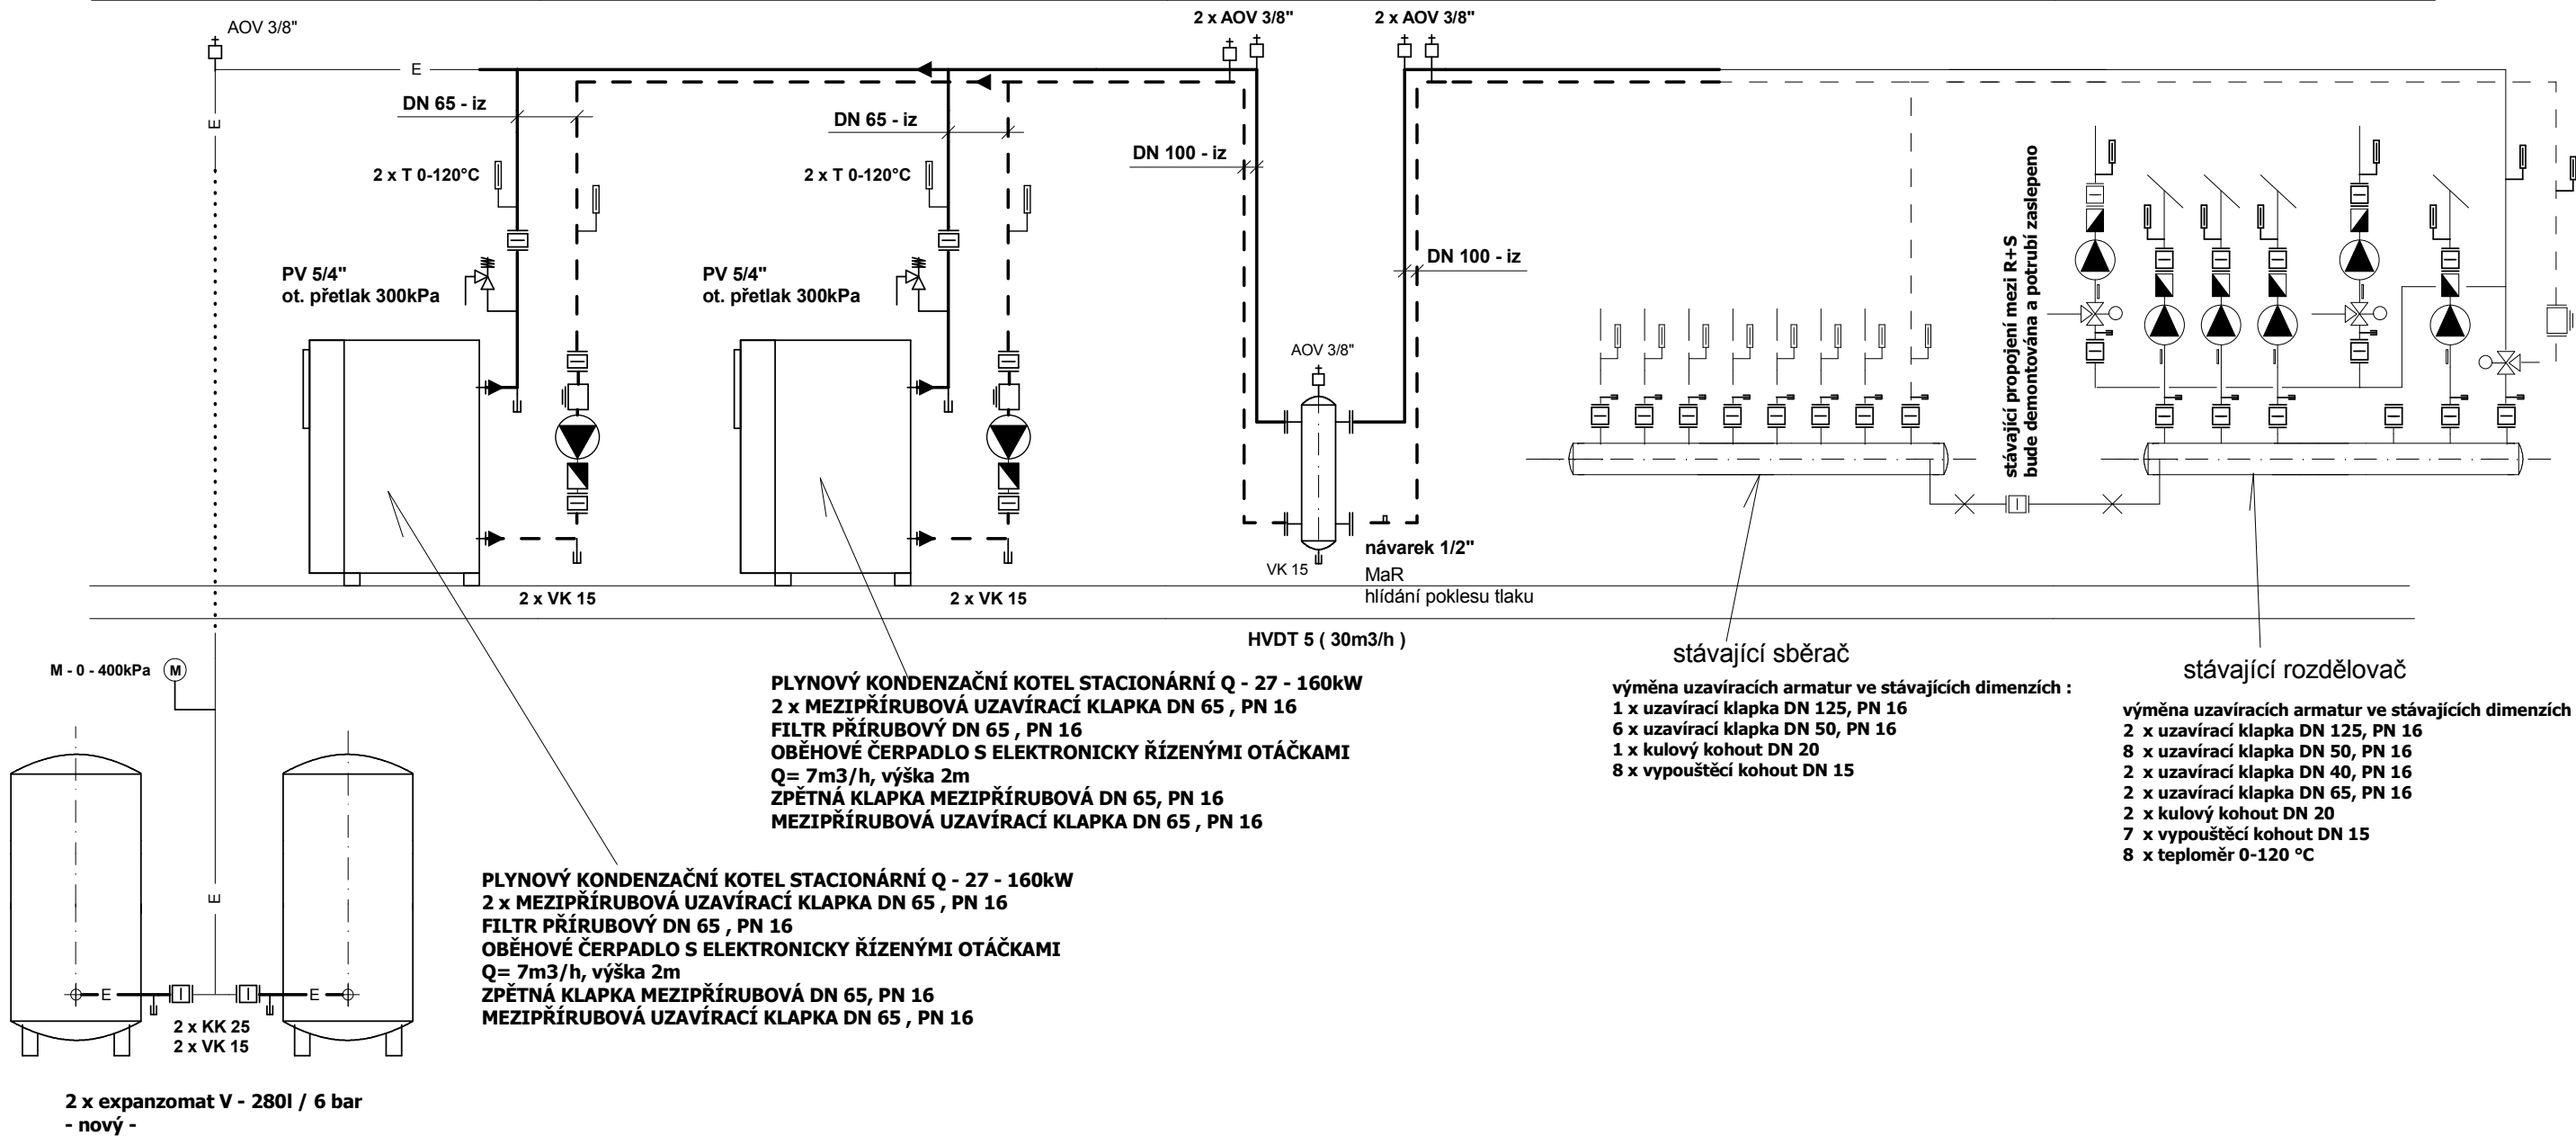 AOV 3/8"
2 x AOV 3/8"
2 x AOV 3/8"
E
E
DN 65 - iz
DN 65 - iz
DN 100 - iz
2 x T 0-120°C
2 x T 0-120°C
DN 100 - iz
PV 5/4"
ot. přetlak 300kPa
PV 5/4"
ot. přetlak 300kPa
AOV 3/8"
stávající propojení mezi R+S
bude demontována a potrubí zaslepeno
návarek 1/2"
VK 15
MaR
hlídání poklesu tlaku
2 x VK 15
2 x VK 15
HVDT 5 ( 30m3/h )
M - 0 - 400kPa
M
stávající sběrač
výměna uzavíracích armatur ve stávajících dimenzích :
1 x uzavírací klapka DN 125, PN 16
6 x uzavírací klapka DN 50, PN 16
1 x kulový kohout DN 20
8 x vypouštěcí kohout DN 15
stávající rozdělovač
výměna uzavíracích armatur ve stávajících dimenzích
2 x uzavírací klapka DN 125, PN 16
8 x uzavírací klapka DN 50, PN 16
2 x uzavírací klapka DN 40, PN 16
2 x uzavírací klapka DN 65, PN 16
2 x kulový kohout DN 20
7 x vypouštěcí kohout DN 15
8 x teploměr 0-120 °C
PLYNOVÝ KONDENZAČNÍ KOTEL STACIONÁRNÍ Q - 27 - 160kW
2 x MEZIPŘÍRUBOVÁ UZAVÍRACÍ KLAPKA DN 65 , PN 16
FILTR PŘÍRUBOVÝ DN 65 , PN 16
OBĚHOVÉ ČERPADLO S ELEKTRONICKY ŘÍZENÝMI OTÁČKAMI
Q= 7m3/h, výška 2m
ZPĚTNÁ KLAPKA MEZIPŘÍRUBOVÁ DN 65, PN 16
MEZIPŘÍRUBOVÁ UZAVÍRACÍ KLAPKA DN 65 , PN 16
PLYNOVÝ KONDENZAČNÍ KOTEL STACIONÁRNÍ Q - 27 - 160kW
2 x MEZIPŘÍRUBOVÁ UZAVÍRACÍ KLAPKA DN 65 , PN 16
FILTR PŘÍRUBOVÝ DN 65 , PN 16
OBĚHOVÉ ČERPADLO S ELEKTRONICKY ŘÍZENÝMI OTÁČKAMI
Q= 7m3/h, výška 2m
ZPĚTNÁ KLAPKA MEZIPŘÍRUBOVÁ DN 65, PN 16
MEZIPŘÍRUBOVÁ UZAVÍRACÍ KLAPKA DN 65 , PN 16
E
E
E
2 x KK 25
2 x VK 15
2 x expanzomat V - 280l / 6 bar
- nový -